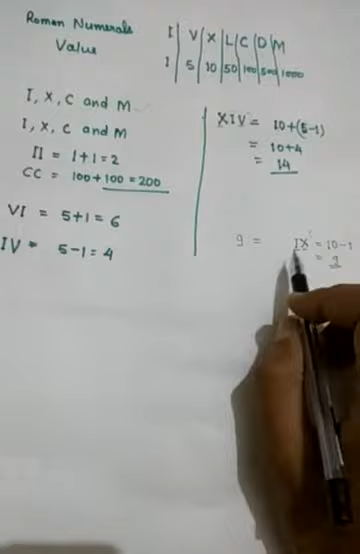 Roman Numerals
Value
I | V | X | L | C | D | M
1 | 5 | 10 | 50 | 100 | 500 | 1000
I, X, C and M
I, X, C and M
II = 1+1=2
CC = 100+100=200
VI = 5+1=6
IV = 5-1=4
XIV = 10+(5-1)
= 10+4
= 14
9 = IX = 10-1
= 9